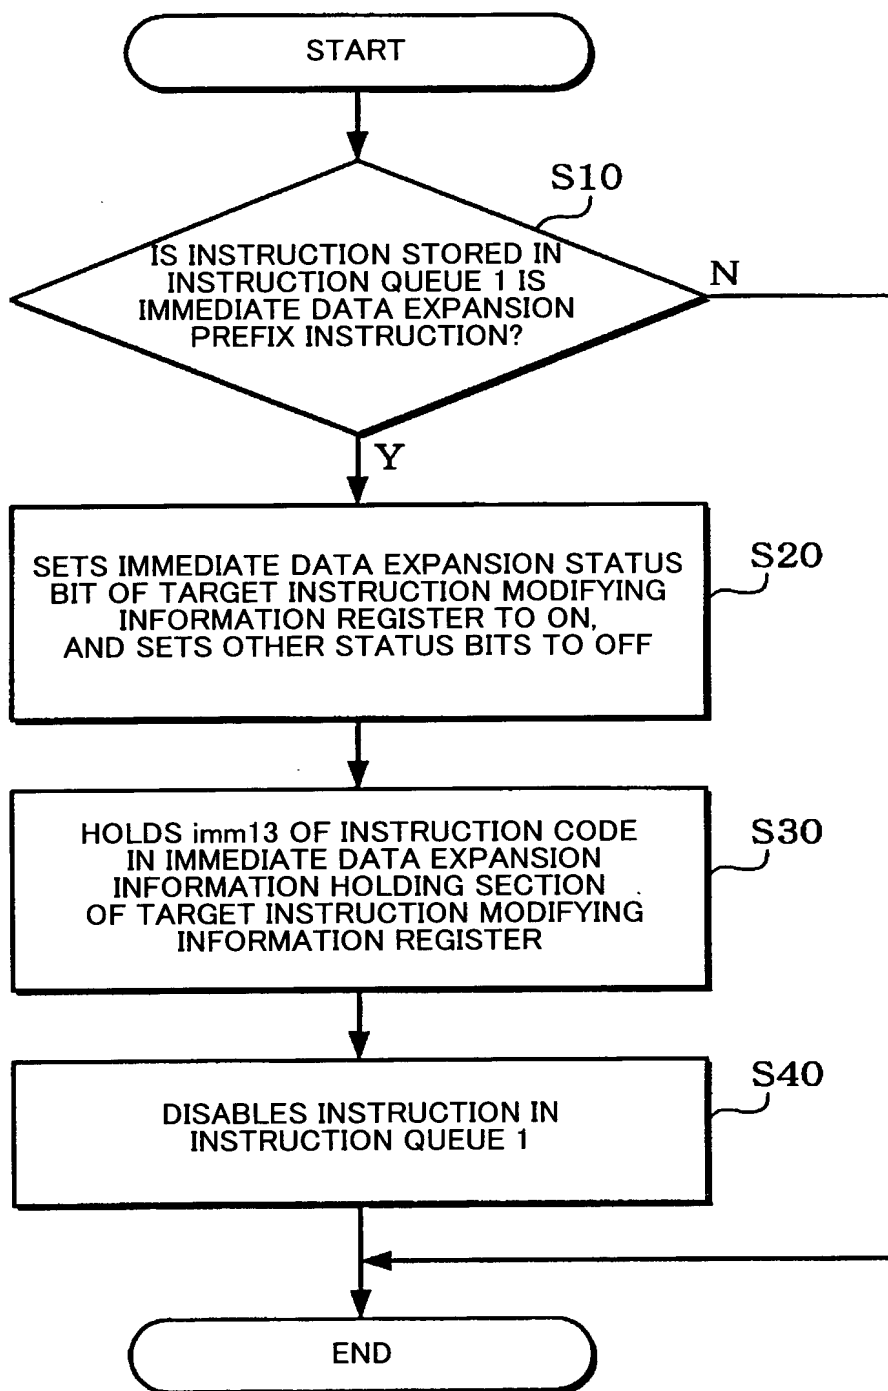 START
S10
IS INSTRUCTION STORED IN
INSTRUCTION QUEUE 1 IS
IMMEDIATE DATA EXPANSION
PREFIX INSTRUCTION?
N
Y
SETS IMMEDIATE DATA EXPANSION STATUS
BIT OF TARGET INSTRUCTION MODIFYING
INFORMATION REGISTER TO ON,
AND SETS OTHER STATUS BITS TO OFF
S20
HOLDS imm13 OF INSTRUCTION CODE
IN IMMEDIATE DATA EXPANSION
INFORMATION HOLDING SECTION
OF TARGET INSTRUCTION MODIFYING
INFORMATION REGISTER
S30
DISABLES INSTRUCTION IN
INSTRUCTION QUEUE 1
S40
END